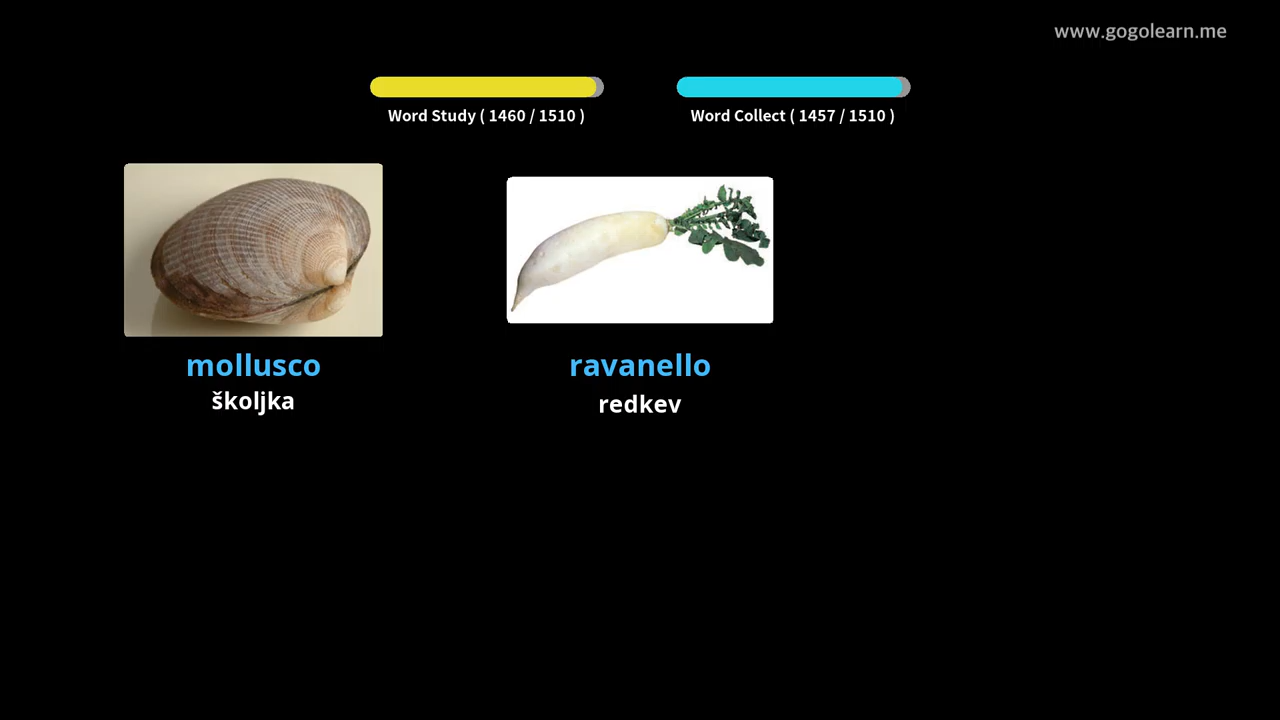 www.gogolearn.me
Word Study ( 1460 / 1510 )
Word Collect ( 1457 / 1510 )
mollusco
školjka
ravanello
redkev